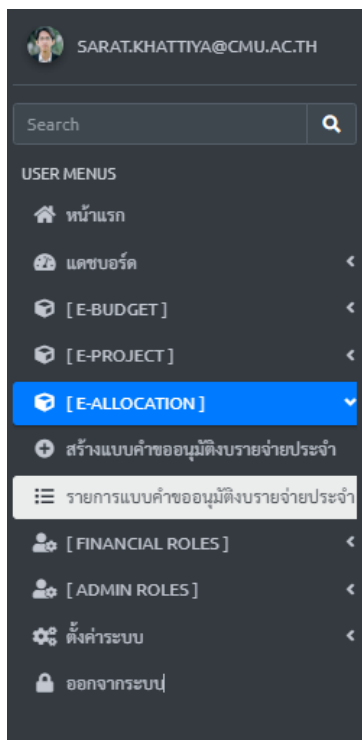 SARAT.KHATTIYA@CMU.AC.TH
Search
USER MENUS
หน้าแรก
แดชบอร์ด
[ E-BUDGET ]
[ E-PROJECT ]
[ E-ALLOCATION ]
สร้างแบบคำขออนุมัติงบรายจ่ายประจำ
รายการแบบคำขออนุมัติงบรายจ่ายประจำ
[ FINANCIAL ROLES ]
[ ADMIN ROLES ]
ตั้งค่าระบบ
ออกจากระบบ